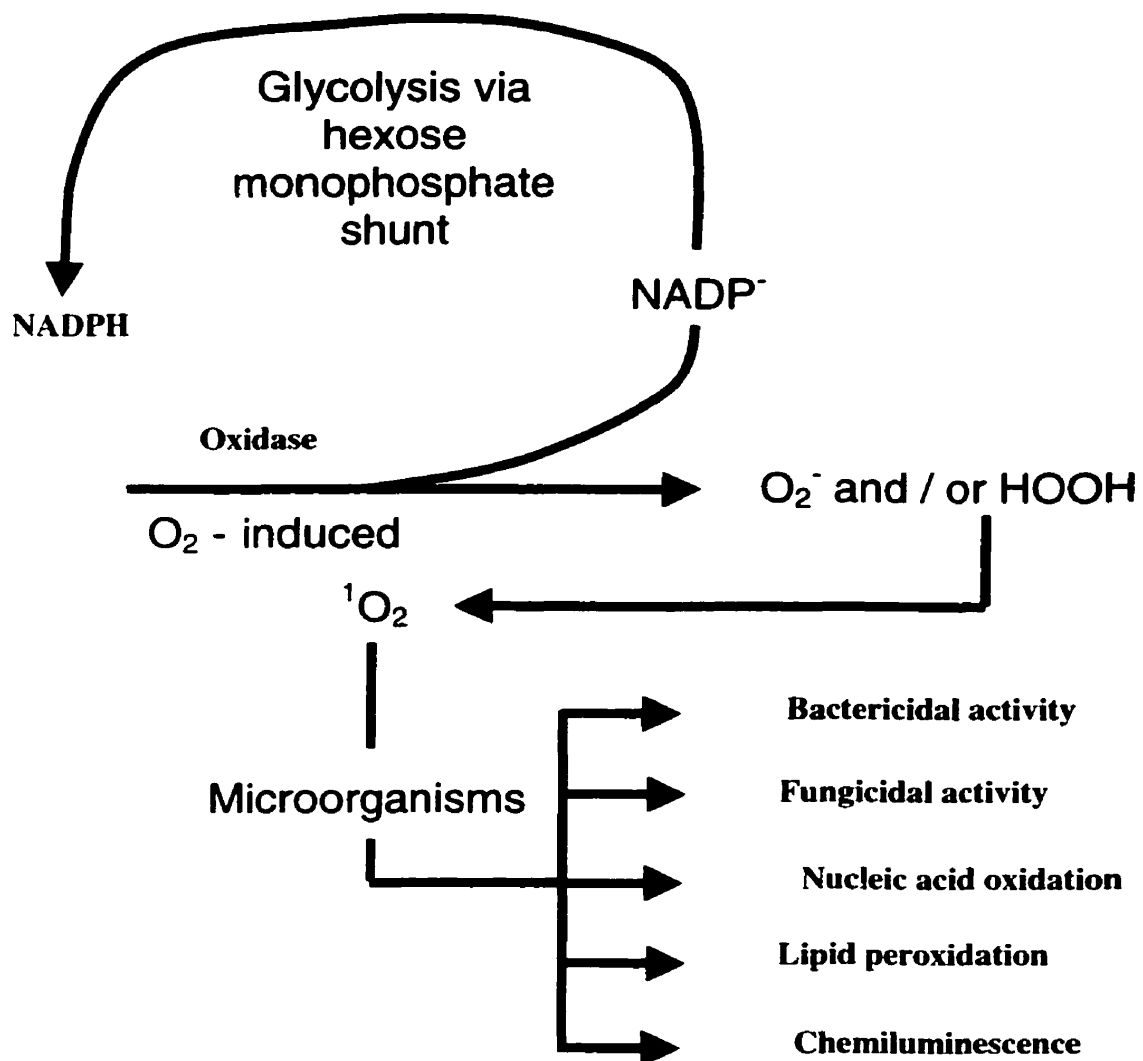 Glycolysis via
hexose
monophosphate
shunt
NADP⁻
NADPH
Oxidase
O₂⁻ and / or HOOH
O₂ - induced
¹O₂
Bactericidal activity
Microorganisms
Fungicidal activity
Nucleic acid oxidation
Lipid peroxidation
Chemiluminescence